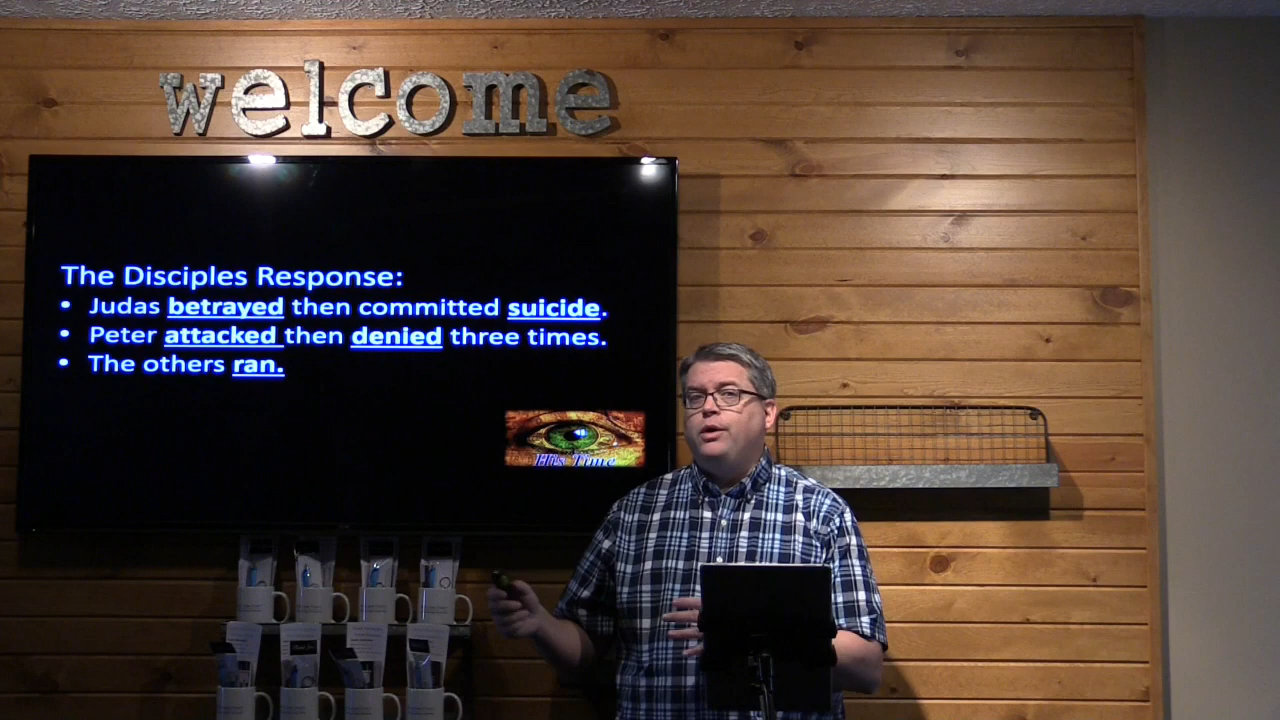 welcome
The Disciples Response:
• Judas betrayed then committed suicide.
• Peter attacked then denied three times.
• The others ran.
His Time